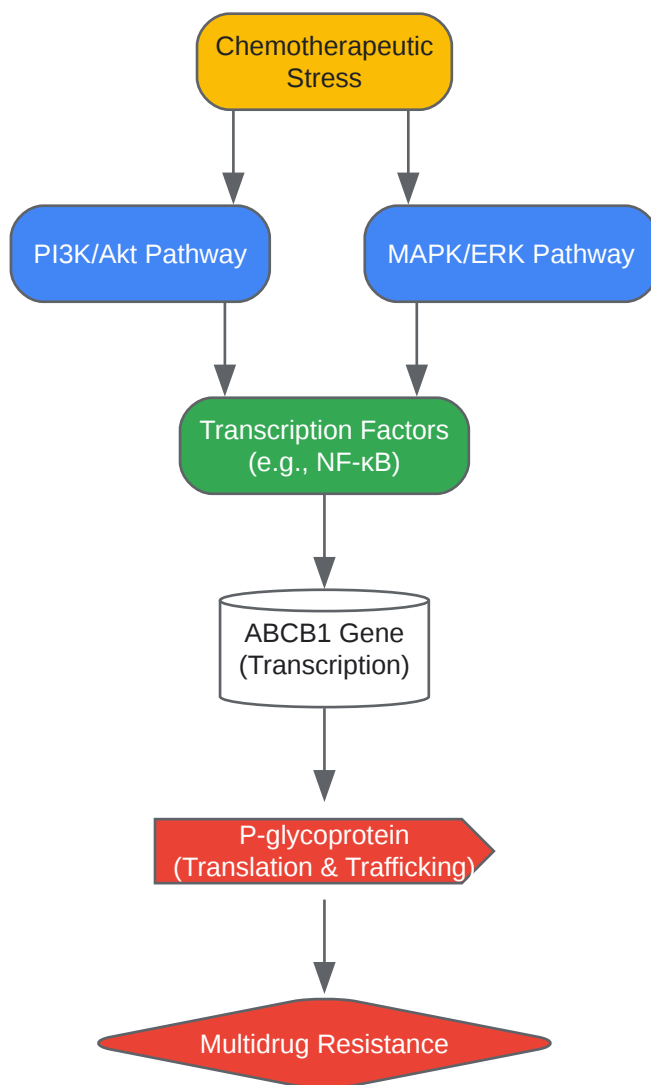 Chemotherapeutic
Stress
PI3K/Akt Pathway
MAPK/ERK Pathway
Transcription Factors
(e.g., NF-κB)
ABCB1 Gene
(Transcription)
P-glycoprotein
(Translation & Trafficking)
Multidrug Resistance